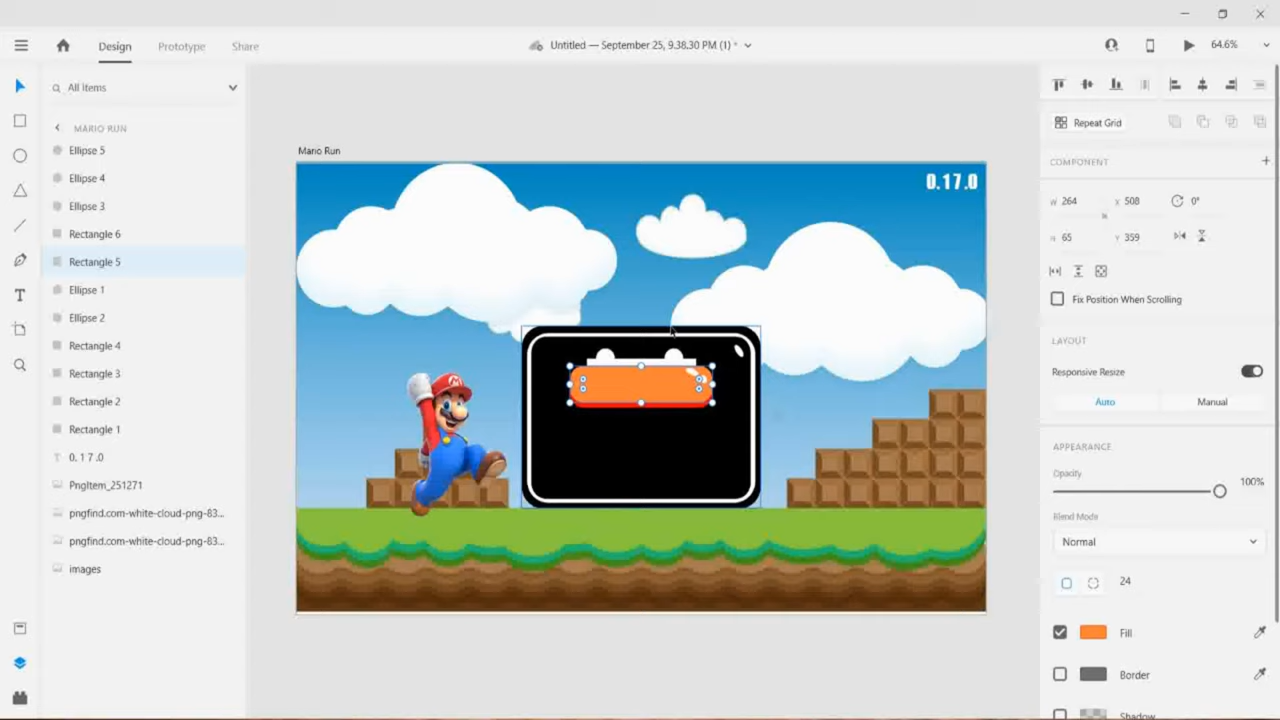 Design Prototype Share
Untitled — September 25, 9.38.30 PM (1) *
64.6%
All Items
MARIO RUN
Ellipse 5
Ellipse 4
Ellipse 3
Rectangle 6
Rectangle 5
Ellipse 1
Ellipse 2
Rectangle 4
Rectangle 3
Rectangle 2
Rectangle 1
T 0. 1 7 .0
PngItem_251271
pngfind.com-white-cloud-png-83...
pngfind.com-white-cloud-png-83...
images
Mario Run
0.17.0
M
Repeat Grid
COMPONENT
W 264 X 508 0°
H 65 Y 359
Fix Position When Scrolling
LAYOUT
Responsive Resize
Auto Manual
APPEARANCE
Opacity
100%
Blend Mode
Normal
24
Fill
Border
Shadow